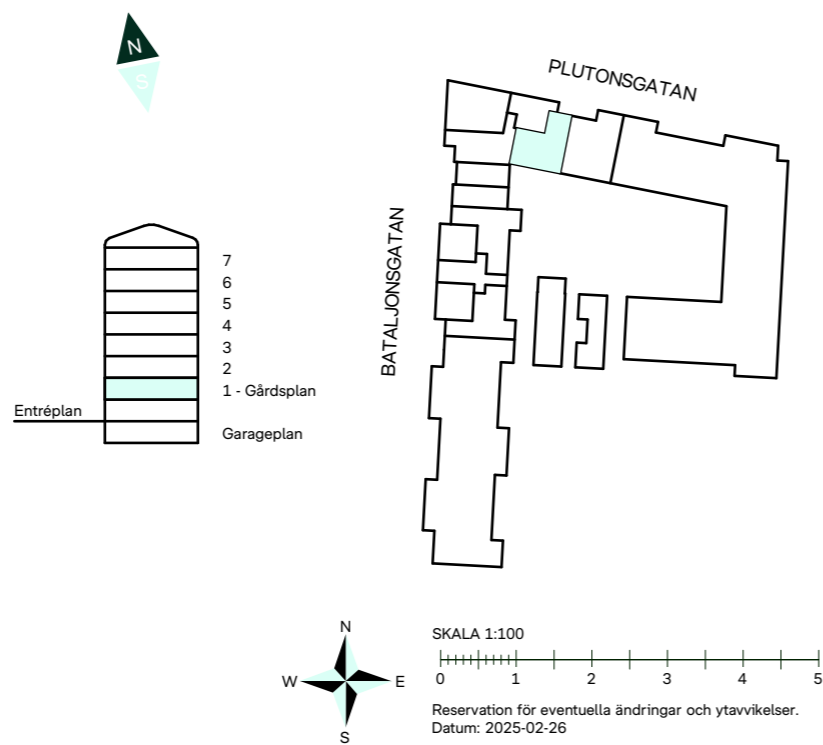 N
S
PLUTONSGATAN
BATALJONSGATAN
7
6
5
4
3
2
1 - Gårdsplan
Entréplan
Garageplan
N
W E
S
SKALA 1:100
0 1 2 3 4 5
Reservation för eventuella ändringar och ytavvikelser.
Datum: 2025-02-26